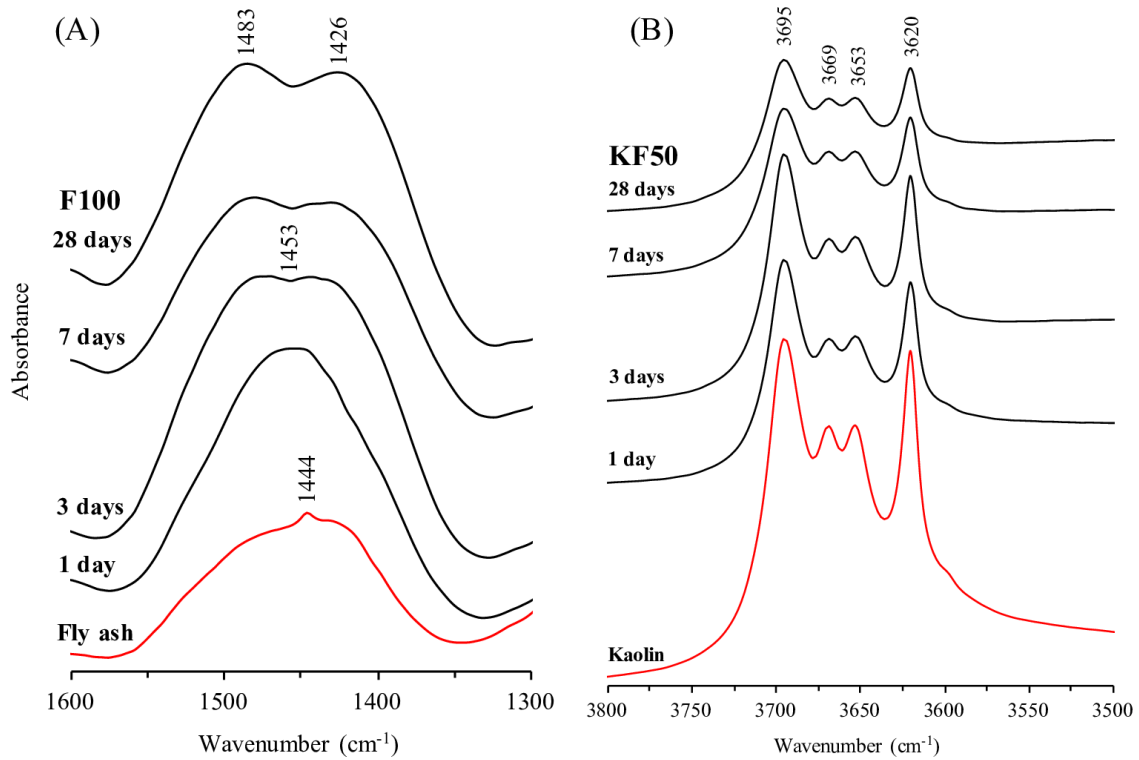 (A)
1483
1426
F100
28 days
1453
7 days
3 days
1444
1 day
Fly ash
Absorbance
1600
1500
1400
1300
Wavenumber (cm-1)
(B)
3695
3669
3653
3620
KF50
28 days
7 days
3 days
1 day
Kaolin
3800
3750
3700
3650
3600
3550
3500
Wavenumber (cm-1)